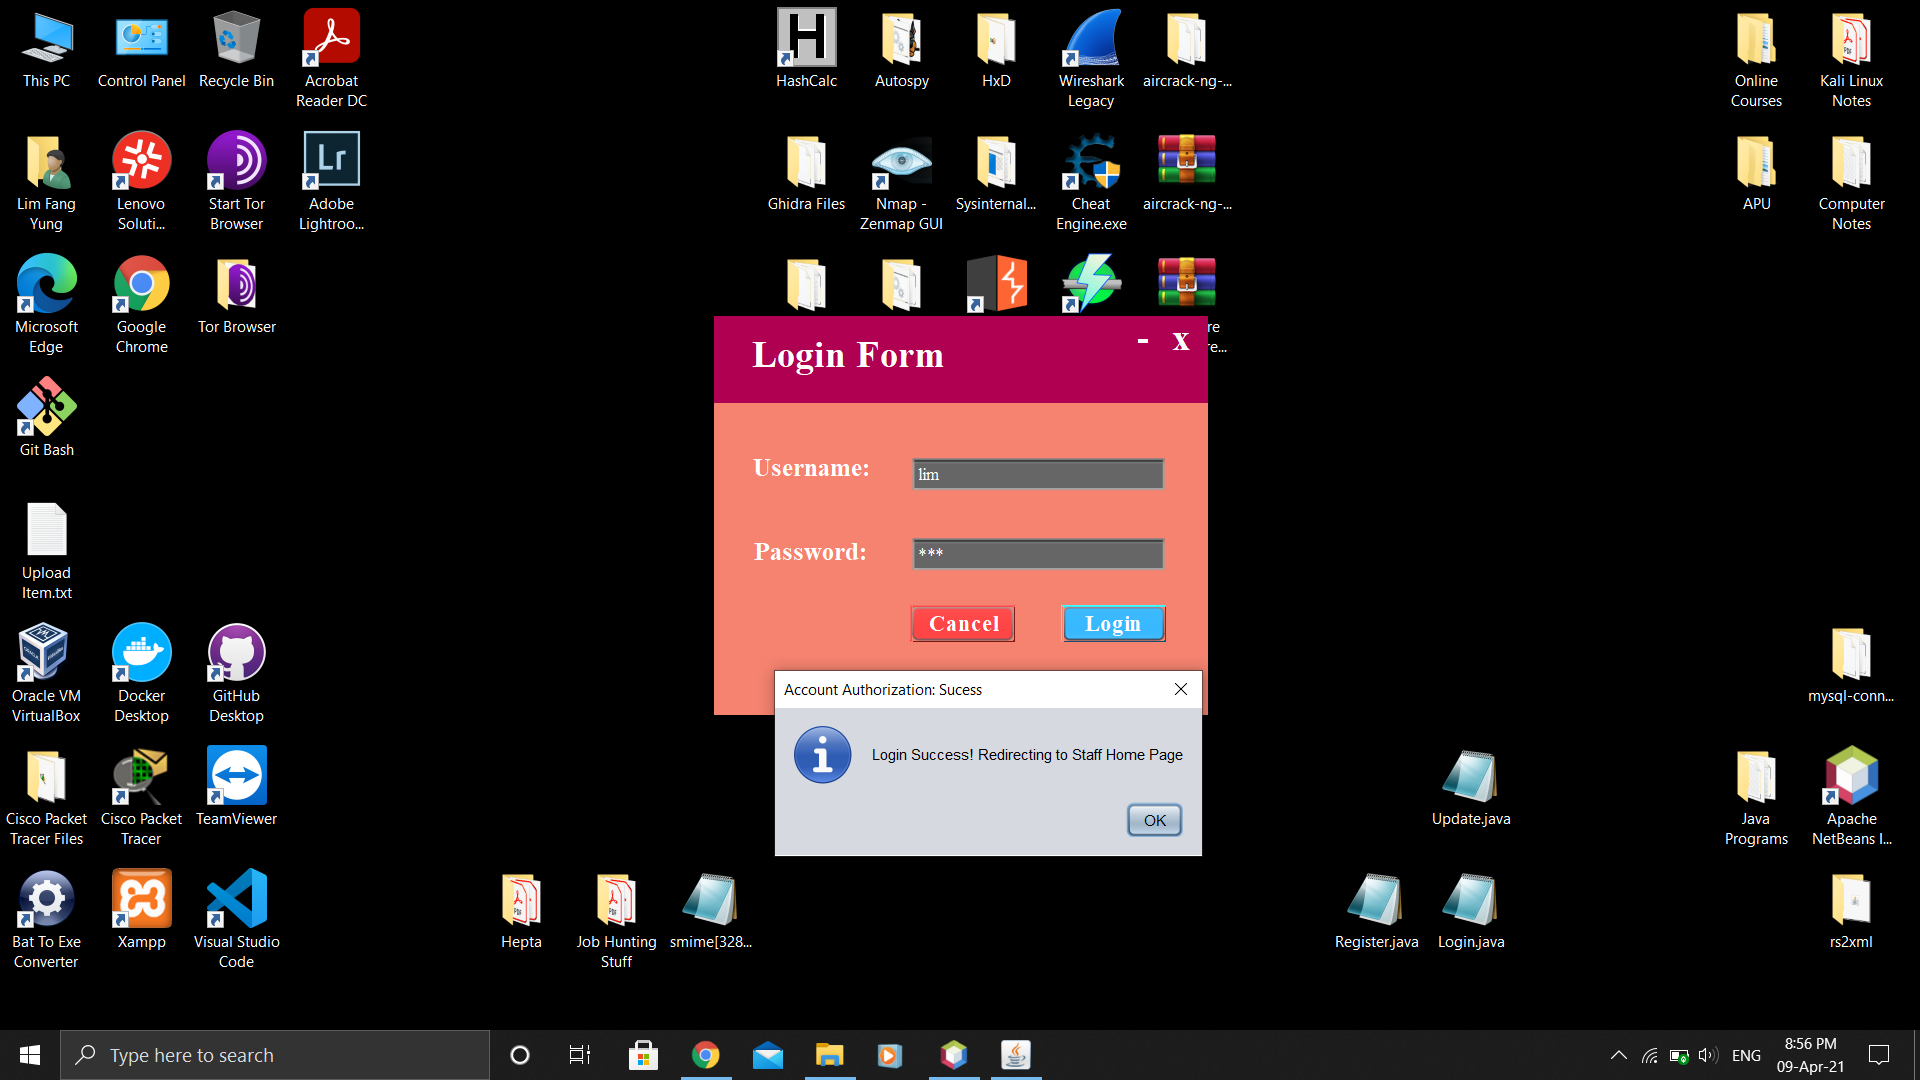 This PC
Control Panel
Recycle Bin
Acrobat
Reader DC
HashCalc
Autospy
HxD
Wireshark
Legacy
aircrack-ng-...
Online
Courses
Kali Linux
Notes
Lim Fang
Yung
Lenovo
Soluti...
Start Tor
Browser
Lr
Adobe
Lightroo...
Ghidra Files
Nmap -
Zenmap GUI
Sysinternal...
Cheat
Engine.exe
aircrack-ng-...
APU
Computer
Notes
Microsoft
Edge
Google
Chrome
Tor Browser
re
re...
Login Form
- x
Git Bash
Username:
lim
Password:
***
Cancel
Login
Upload
Item.txt
Oracle VM
VirtualBox
Docker
Desktop
GitHub
Desktop
Account Authorization: Sucess
Login Success! Redirecting to Staff Home Page
OK
mysql-conn...
Cisco Packet
Tracer Files
Cisco Packet
Tracer
TeamViewer
Update.java
Java
Programs
Apache
NetBeans I...
Bat To Exe
Converter
Xampp
Visual Studio
Code
Hepta
Job Hunting
Stuff
smime[328...
Register.java
Login.java
rs2xml
Type here to search
ENG
8:56 PM
09-Apr-21